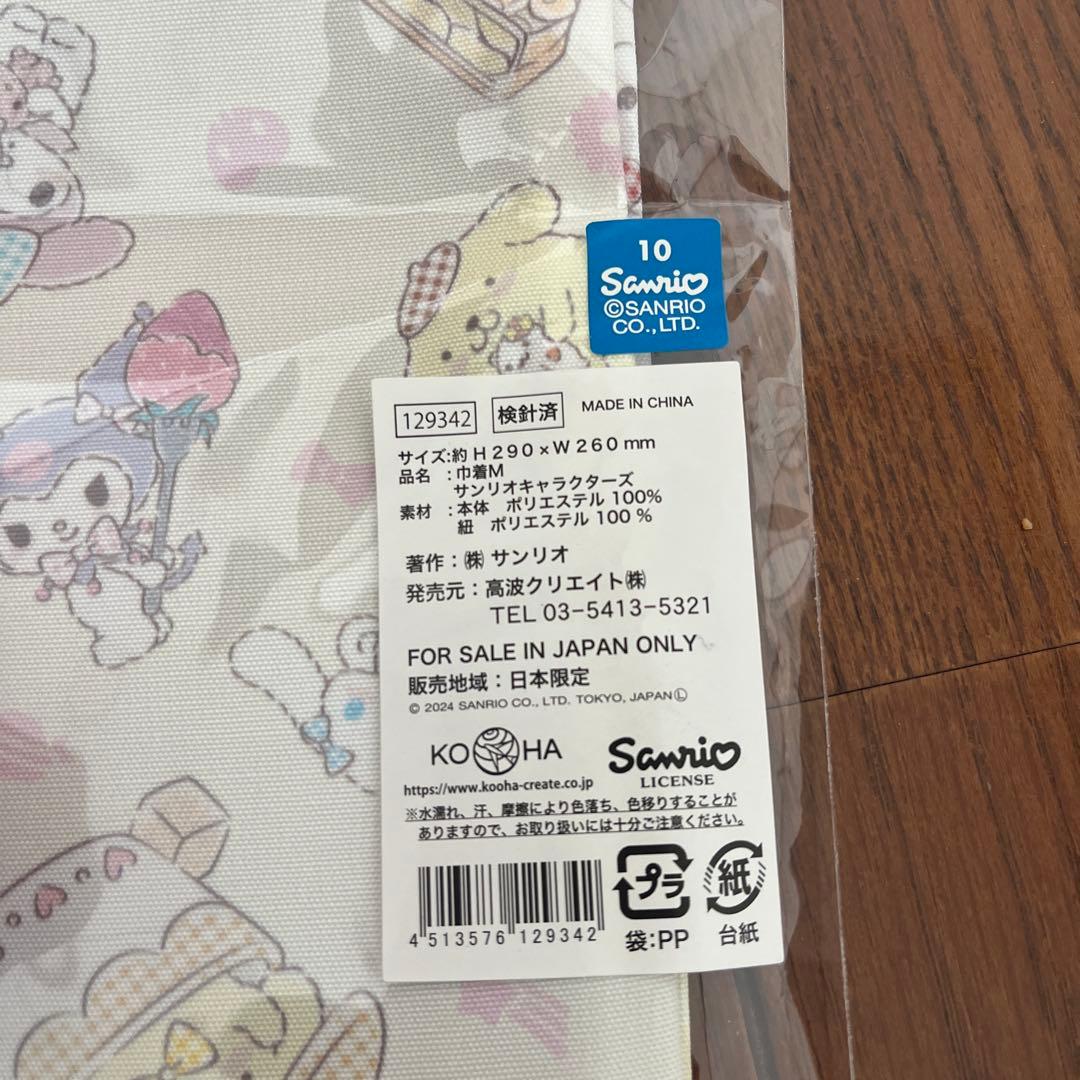 10
Sanrio
©SANRIO
CO.,LTD.
129342 検針済 MADE IN CHINA
サイズ:約 H 290 × W 260 mm
品名 :巾着M
サンリオキャラクターズ
素材 :本体 ポリエステル 100%
紐 ポリエステル 100 %
著作:㈱ サンリオ
発売元:高波クリエイト㈱
TEL 03-5413-5321
FOR SALE IN JAPAN ONLY
販売地域:日本限定
© 2024 SANRIO CO., LTD. TOKYO, JAPAN Ⓛ
KOOHA
Sanrio
LICENSE
https://www.kooha-create.co.jp
※水濡れ、汗、摩擦により色落ち、色移りすることが
ありますので、お取り扱いには十分ご注意ください。
プラ
紙
4 513576 129342
袋:PP
台紙